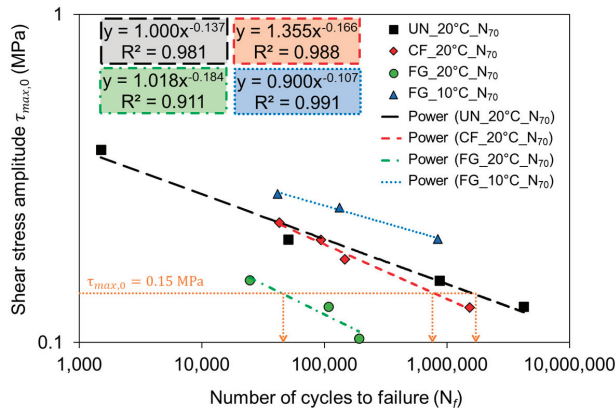 y = 1.000x-0.137
R² = 0.981
y = 1.355x-0.166
R² = 0.988
y = 1.018x-0.184
R² = 0.911
y = 0.900x-0.107
R² = 0.991
UN_20°C_N70
CF_20°C_N70
FG_20°C_N70
FG_10°C_N70
Power (UN_20°C_N70)
Power (CF_20°C_N70)
Power (FG_20°C_N70)
Power (FG_10°C_N70)
Shear stress amplitude τmax,0 (MPa)
1
0.1
τmax,0 = 0.15 MPa
1,000
10,000
100,000
1,000,000
10,000,000
Number of cycles to failure (Nf)